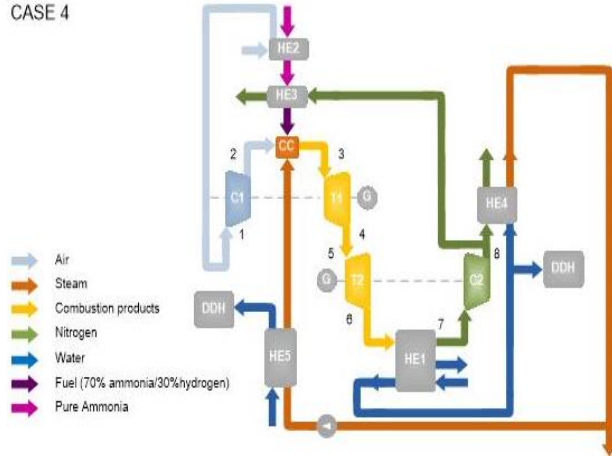 CASE 4
HE2
HE3
CC
2
3
C1
T1
G
1
4
HE4
5
8
G
T2
C2
DDH
6
7
DDH
HE5
HE1
Air
Steam
Combustion products
Nitrogen
Water
Fuel (70% ammonia/30%hydrogen)
Pure Ammonia